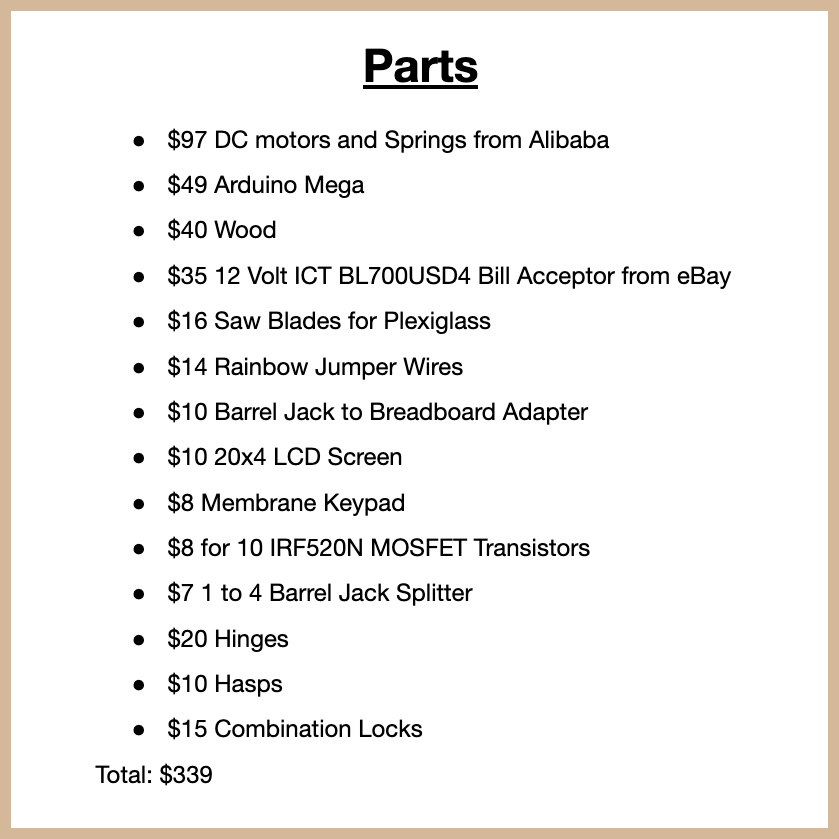 Parts
● $97 DC motors and Springs from Alibaba
● $49 Arduino Mega
● $40 Wood
● $35 12 Volt ICT BL700USD4 Bill Acceptor from eBay
● $16 Saw Blades for Plexiglass
● $14 Rainbow Jumper Wires
● $10 Barrel Jack to Breadboard Adapter
● $10 20x4 LCD Screen
● $8 Membrane Keypad
● $8 for 10 IRF520N MOSFET Transistors
● $7 1 to 4 Barrel Jack Splitter
● $20 Hinges
● $10 Hasps
● $15 Combination Locks
Total: $339